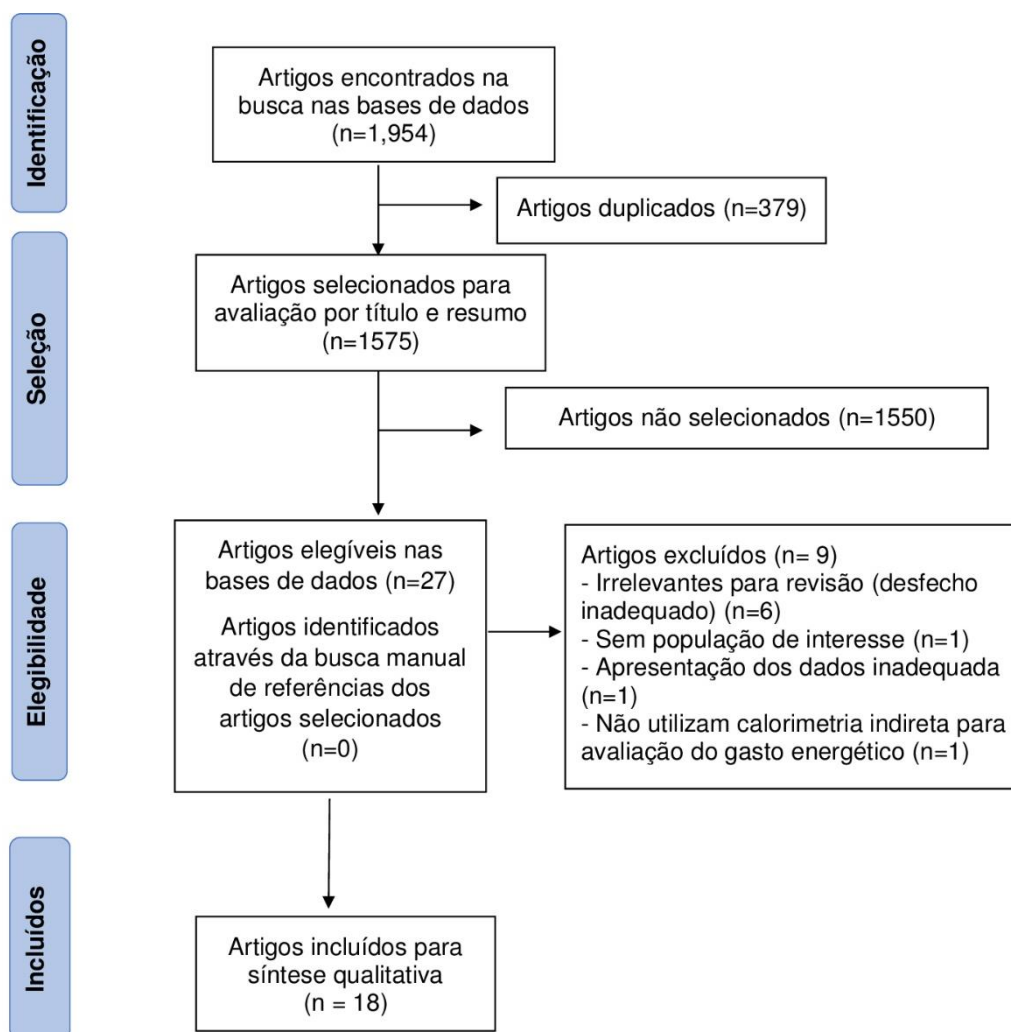 Identificação
Artigos encontrados na
busca nas bases de dados
(n=1,954)
Artigos duplicados (n=379)
Seleção
Artigos selecionados para
avaliação por título e resumo
(n=1575)
Artigos não selecionados (n=1550)
Elegibilidade
Artigos elegíveis nas
bases de dados (n=27)
Artigos identificados
através da busca manual
de referências dos
artigos selecionados
(n=0)
Artigos excluídos (n= 9)
- Irrelevantes para revisão (desfecho
inadequado) (n=6)
- Sem população de interesse (n=1)
- Apresentação dos dados inadequada
(n=1)
- Não utilizam calorimetria indireta para
avaliação do gasto energético (n=1)
Incluídos
Artigos incluídos para
síntese qualitativa
(n = 18)